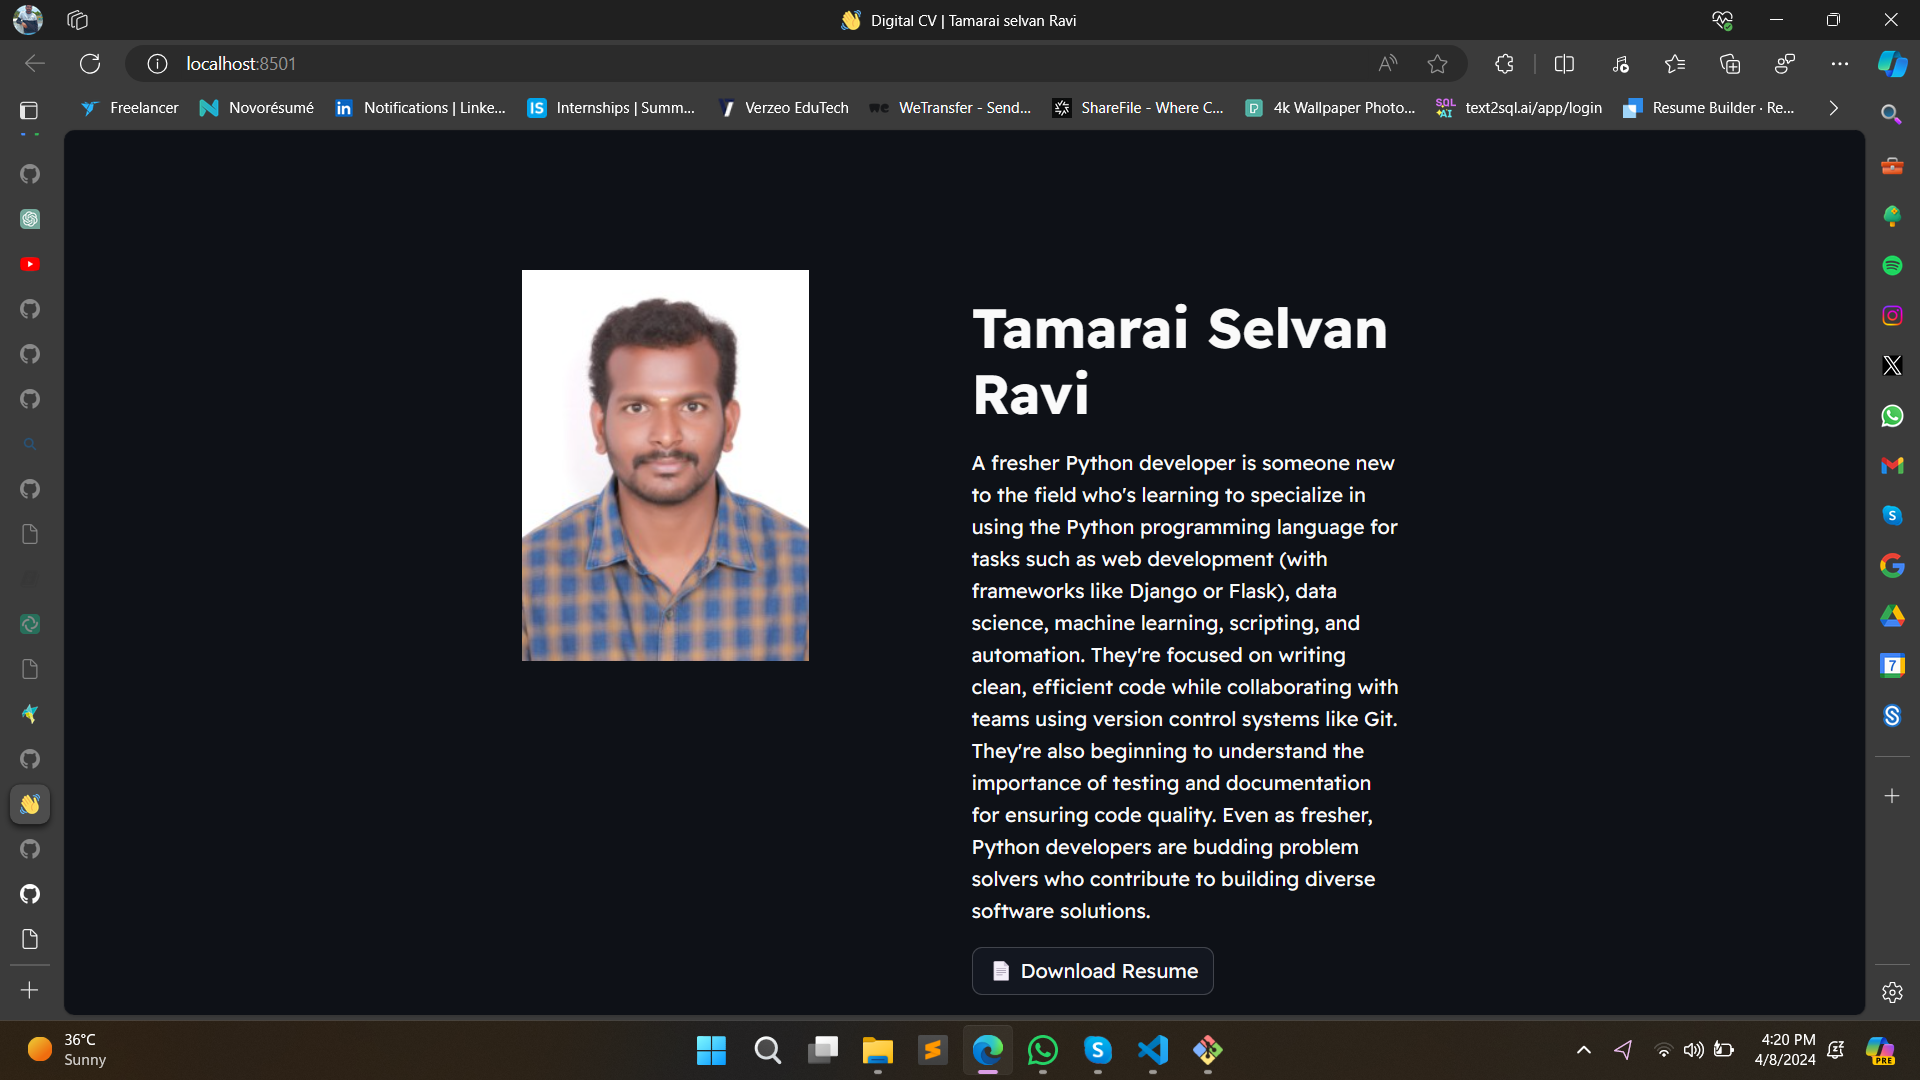 Digital CV | Tamarai selvan Ravi
localhost:8501
Freelancer
Novorésumé
Notifications | Linke...
Internships | Summ...
Verzeo EduTech
WeTransfer - Send...
ShareFile - Where C...
4k Wallpaper Photo...
text2sql.ai/app/login
Resume Builder · Re...
Tamarai Selvan
Ravi
A fresher Python developer is someone new
to the field who's learning to specialize in
using the Python programming language for
tasks such as web development (with
frameworks like Django or Flask), data
science, machine learning, scripting, and
automation. They're focused on writing
clean, efficient code while collaborating with
teams using version control systems like Git.
They're also beginning to understand the
importance of testing and documentation
for ensuring code quality. Even as fresher,
Python developers are budding problem
solvers who contribute to building diverse
software solutions.
Download Resume
36°C
Sunny
4:20 PM
4/8/2024
PRE